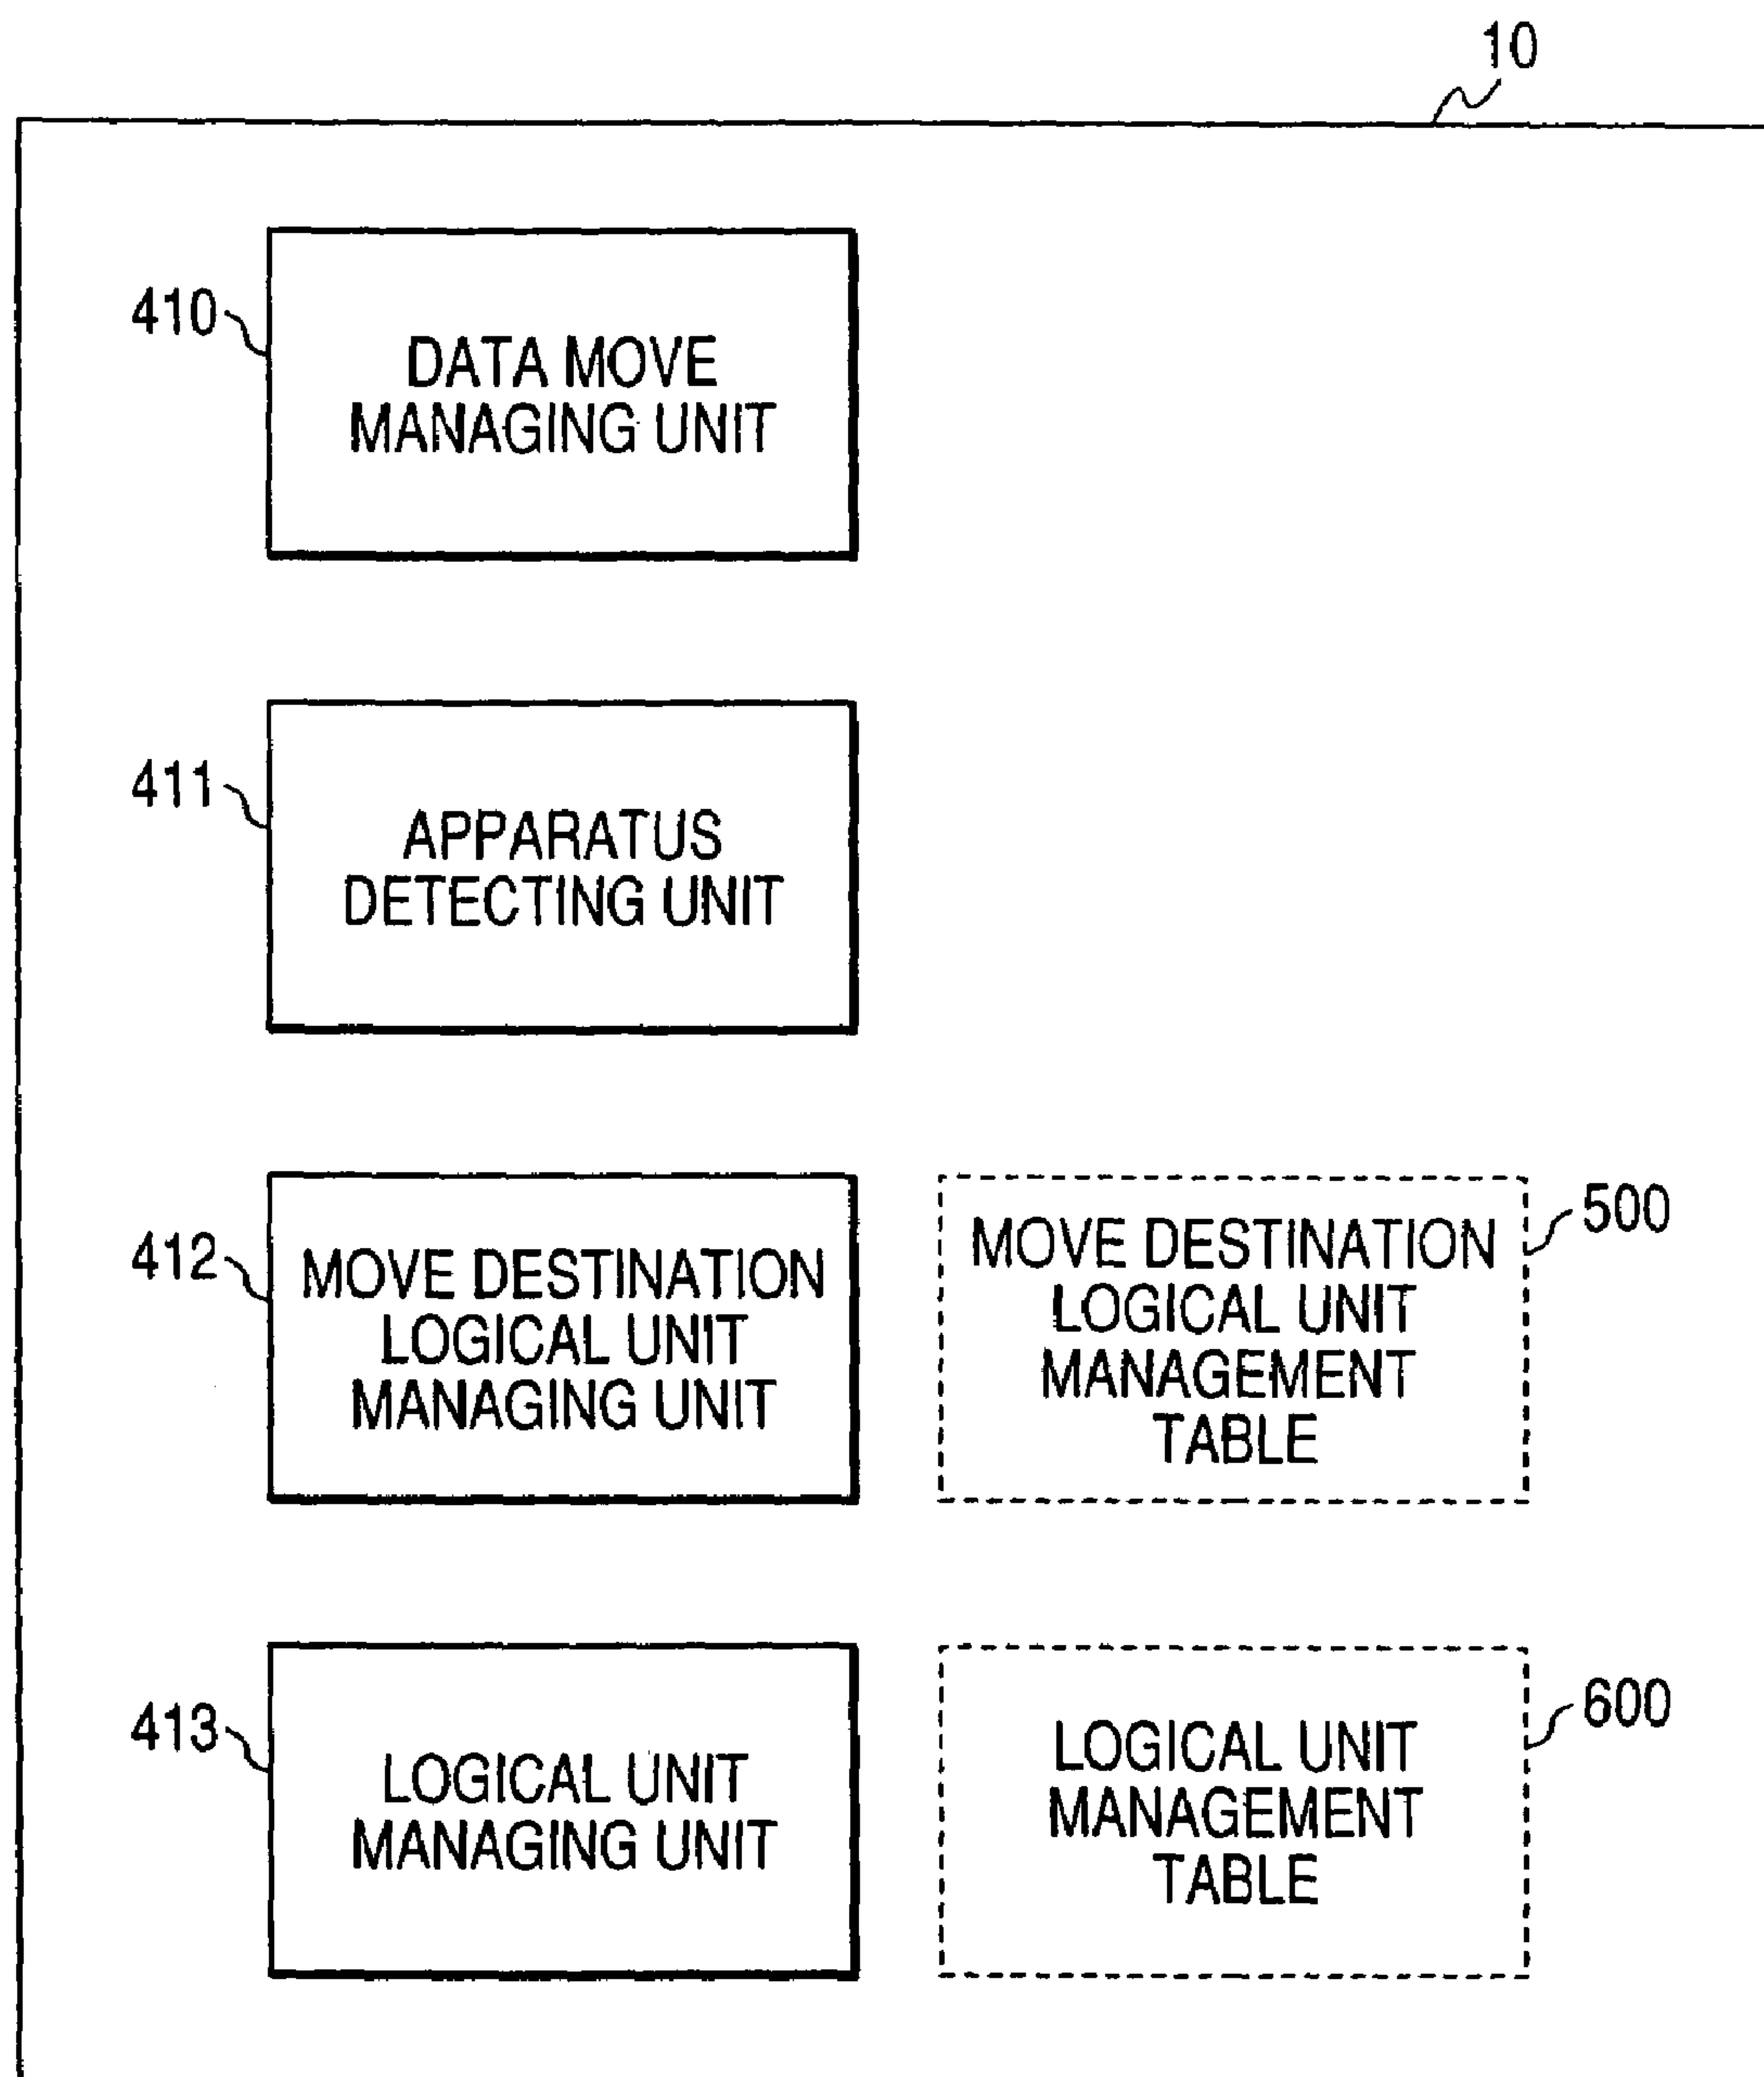 10
410
DATA MOVE
MANAGING UNIT
411
APPARATUS
DETECTING UNIT
412
MOVE DESTINATION
LOGICAL UNIT
MANAGING UNIT
MOVE DESTINATION
LOGICAL UNIT
MANAGEMENT
TABLE
500
413
LOGICAL UNIT
MANAGING UNIT
LOGICAL UNIT
MANAGEMENT
TABLE
600